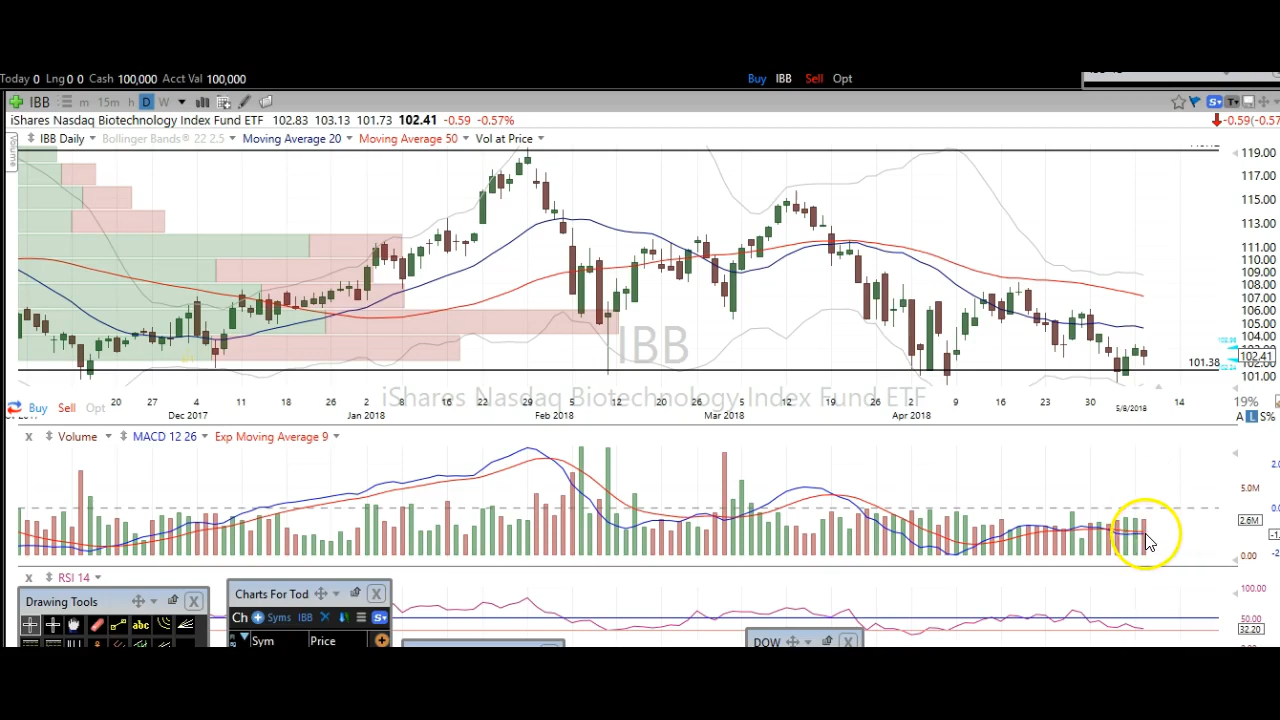 Today 0 Lng 0 0 Cash 100,000 Acct Val 100,000 Buy IBB Sell Opt
IBB m 15m h D W
iShares Nasdaq Biotechnology Index Fund ETF 102.83 103.13 101.73 102.41 -0.59 -0.57% -0.59(-0.57
IBB Daily Bollinger Bands® 22 2.5 Moving Average 20 Moving Average 50 Vol at Price
Volume
119.00
117.00
115.00
113.00
111.00
110.00
109.00
108.00
107.00
106.00
105.00
104.00
102.41
101.38
101.00
IBB
iShares Nasdaq Biotechnology Index Fund ETF
20 27 4 11 18 2 8 22 5 12 20 26 5 12 19 26 9 16 23 30 14
Dec 2017 Jan 2018 Feb 2018 Mar 2018 Apr 2018 5/8/2018
Buy Sell Opt
19%
A L S%
x Volume MACD 12 26 Exp Moving Average 9
5.0M
2.6M
0.00
x RSI 14
100.00
50.00
32.20
Drawing Tools
abc
Charts For Tod X
Ch Syms IBB
Sym Price
DOW